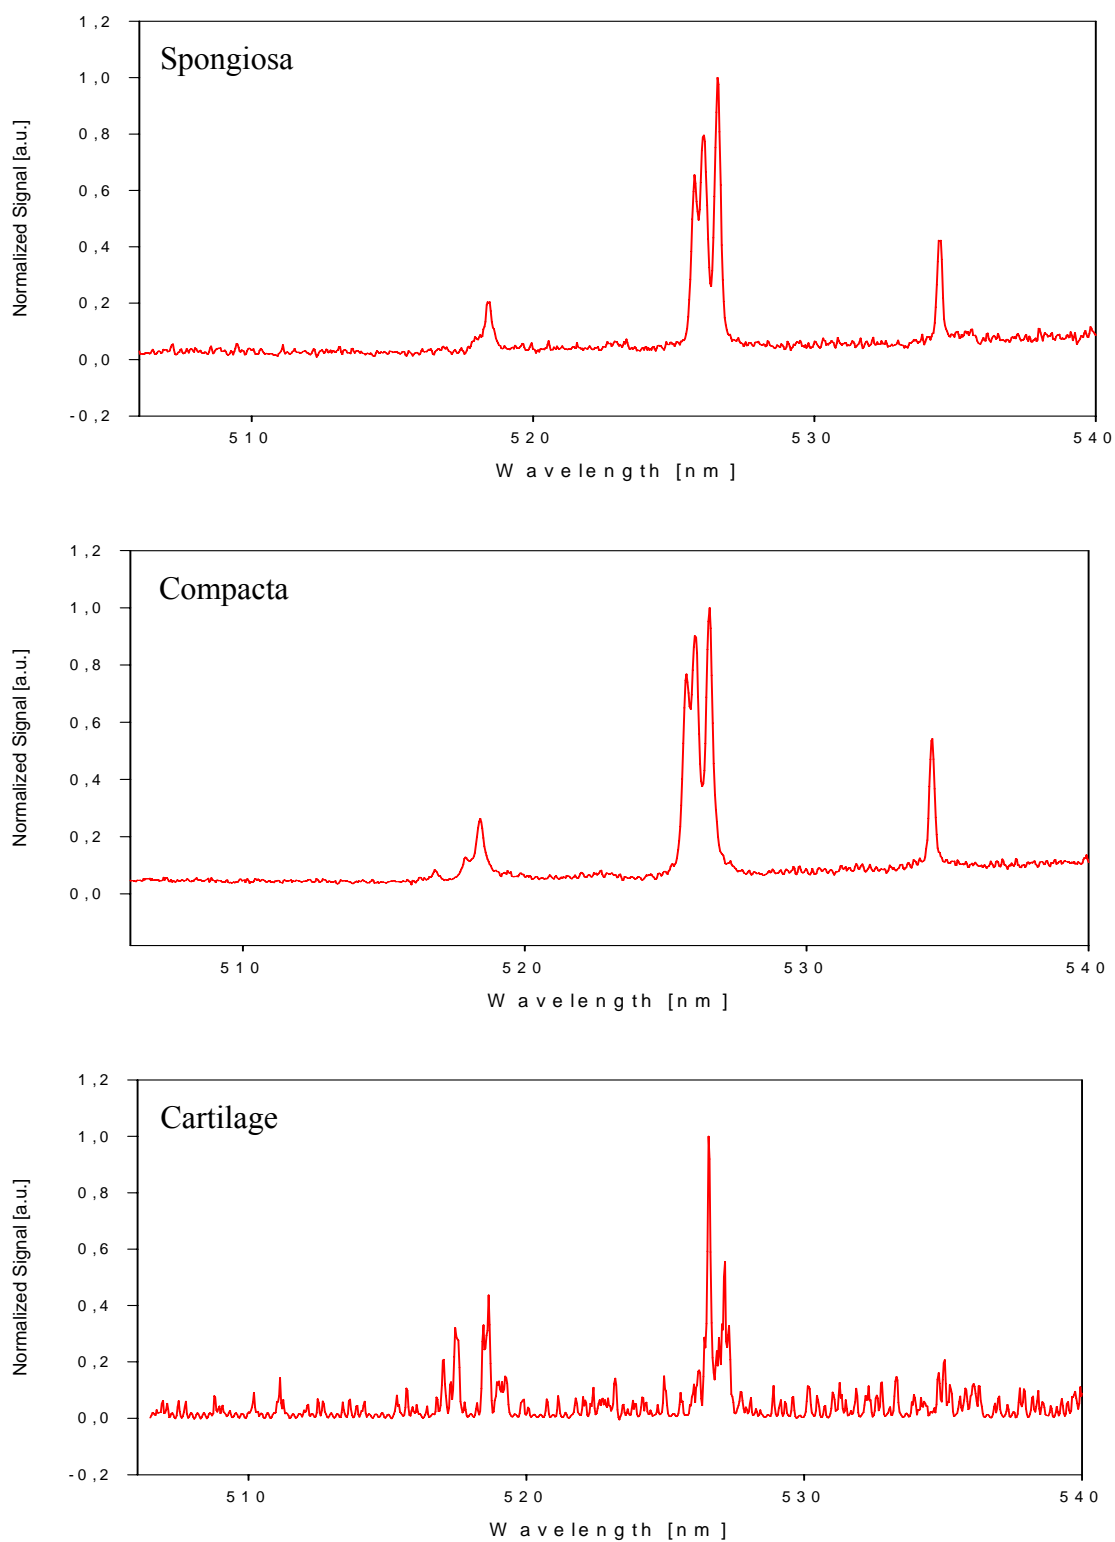 Spongiosa
Normalized Signal [a.u.]
1,2
1,0
0,8
0,6
0,4
0,2
0,0
-0,2
510 520 530 540
Wavelength [nm]
Compacta
Normalized Signal [a.u.]
1,2
1,0
0,8
0,6
0,4
0,2
0,0
510 520 530 540
Wavelength [nm]
Cartilage
Normalized Signal [a.u.]
1,2
1,0
0,8
0,6
0,4
0,2
0,0
-0,2
510 520 530 540
Wavelength [nm]